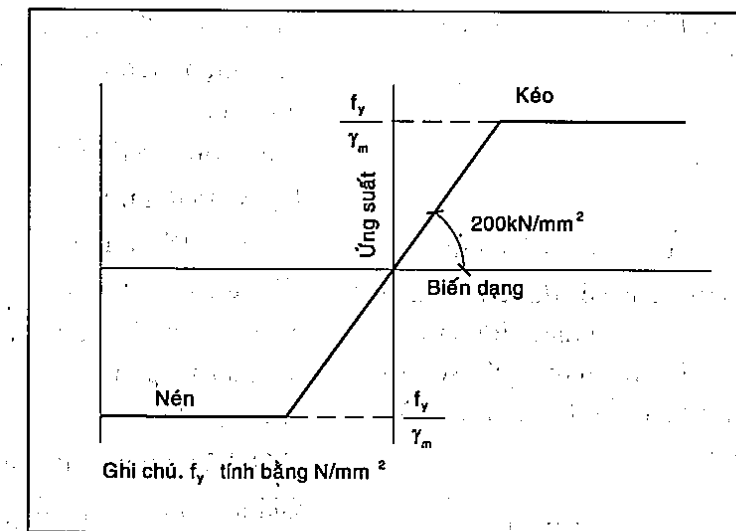 Kéo
f_y
γ_m
Ứng suất
200kN/mm²
Biến dạng
Nén
f_y
γ_m
Ghi chú. f_y tính bằng N/mm²